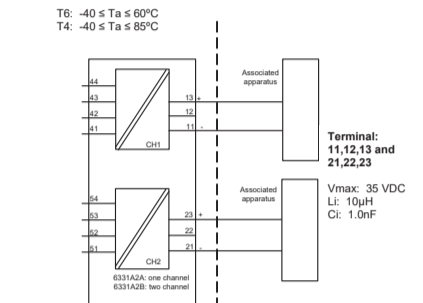 T6: -40 ≤ Ta ≤ 60ºC
T4: -40 ≤ Ta ≤ 85ºC
44
43
42
41
13 +
12
11 -
CH1
Associated
apparatus
Terminal:
11,12,13 and
21,22,23
Vmax: 35 VDC
Li: 10µH
Ci: 1.0nF
54
53
52
51
23 +
22
21 -
CH2
Associated
apparatus
6331A2A: one channel
6331A2B: two channel